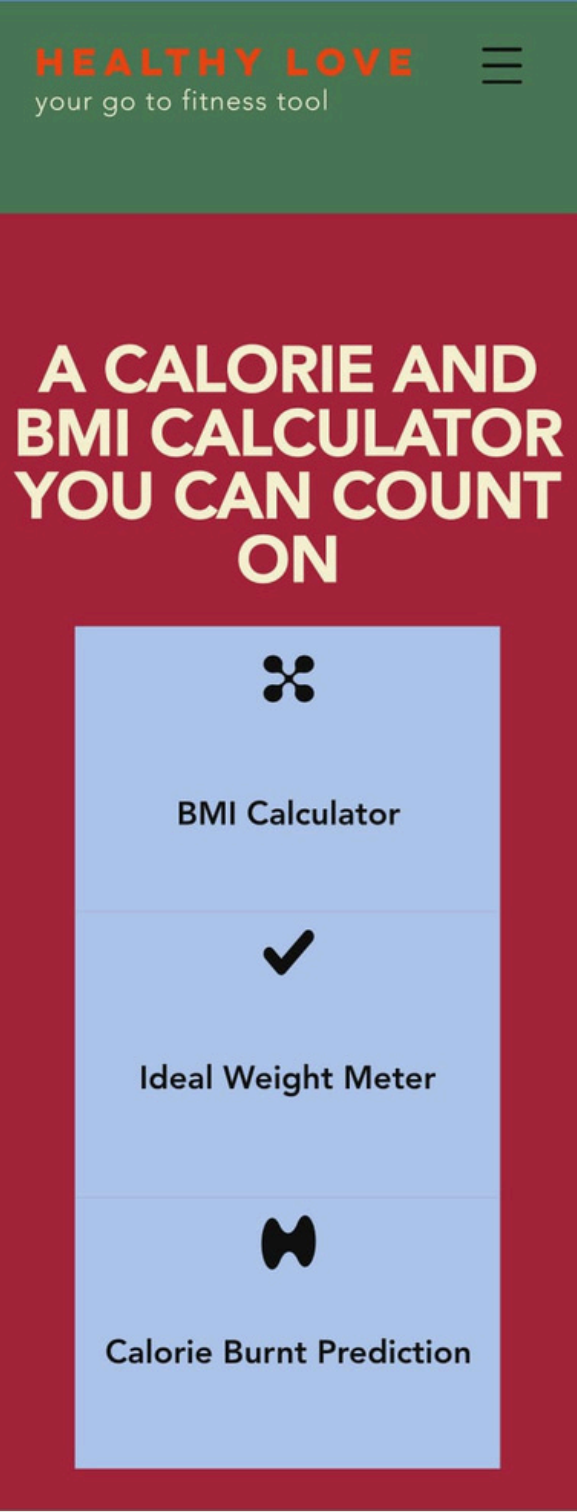 HEALTHY LOVE
your go to fitness tool
A CALORIE AND
BMI CALCULATOR
YOU CAN COUNT
ON
BMI Calculator
Ideal Weight Meter
Calorie Burnt Prediction